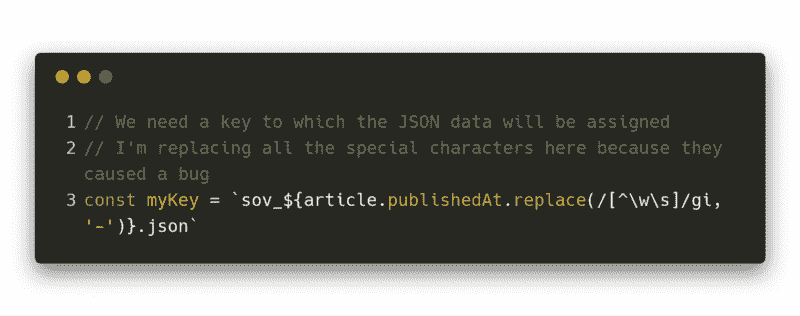 1 // We need a key to which the JSON data will be assigned
2 // I'm replacing all the special characters here because they
caused a bug
3 const myKey = `sov_${article.publishedAt.replace(/[^\w\s]/gi,
'-')}.json`